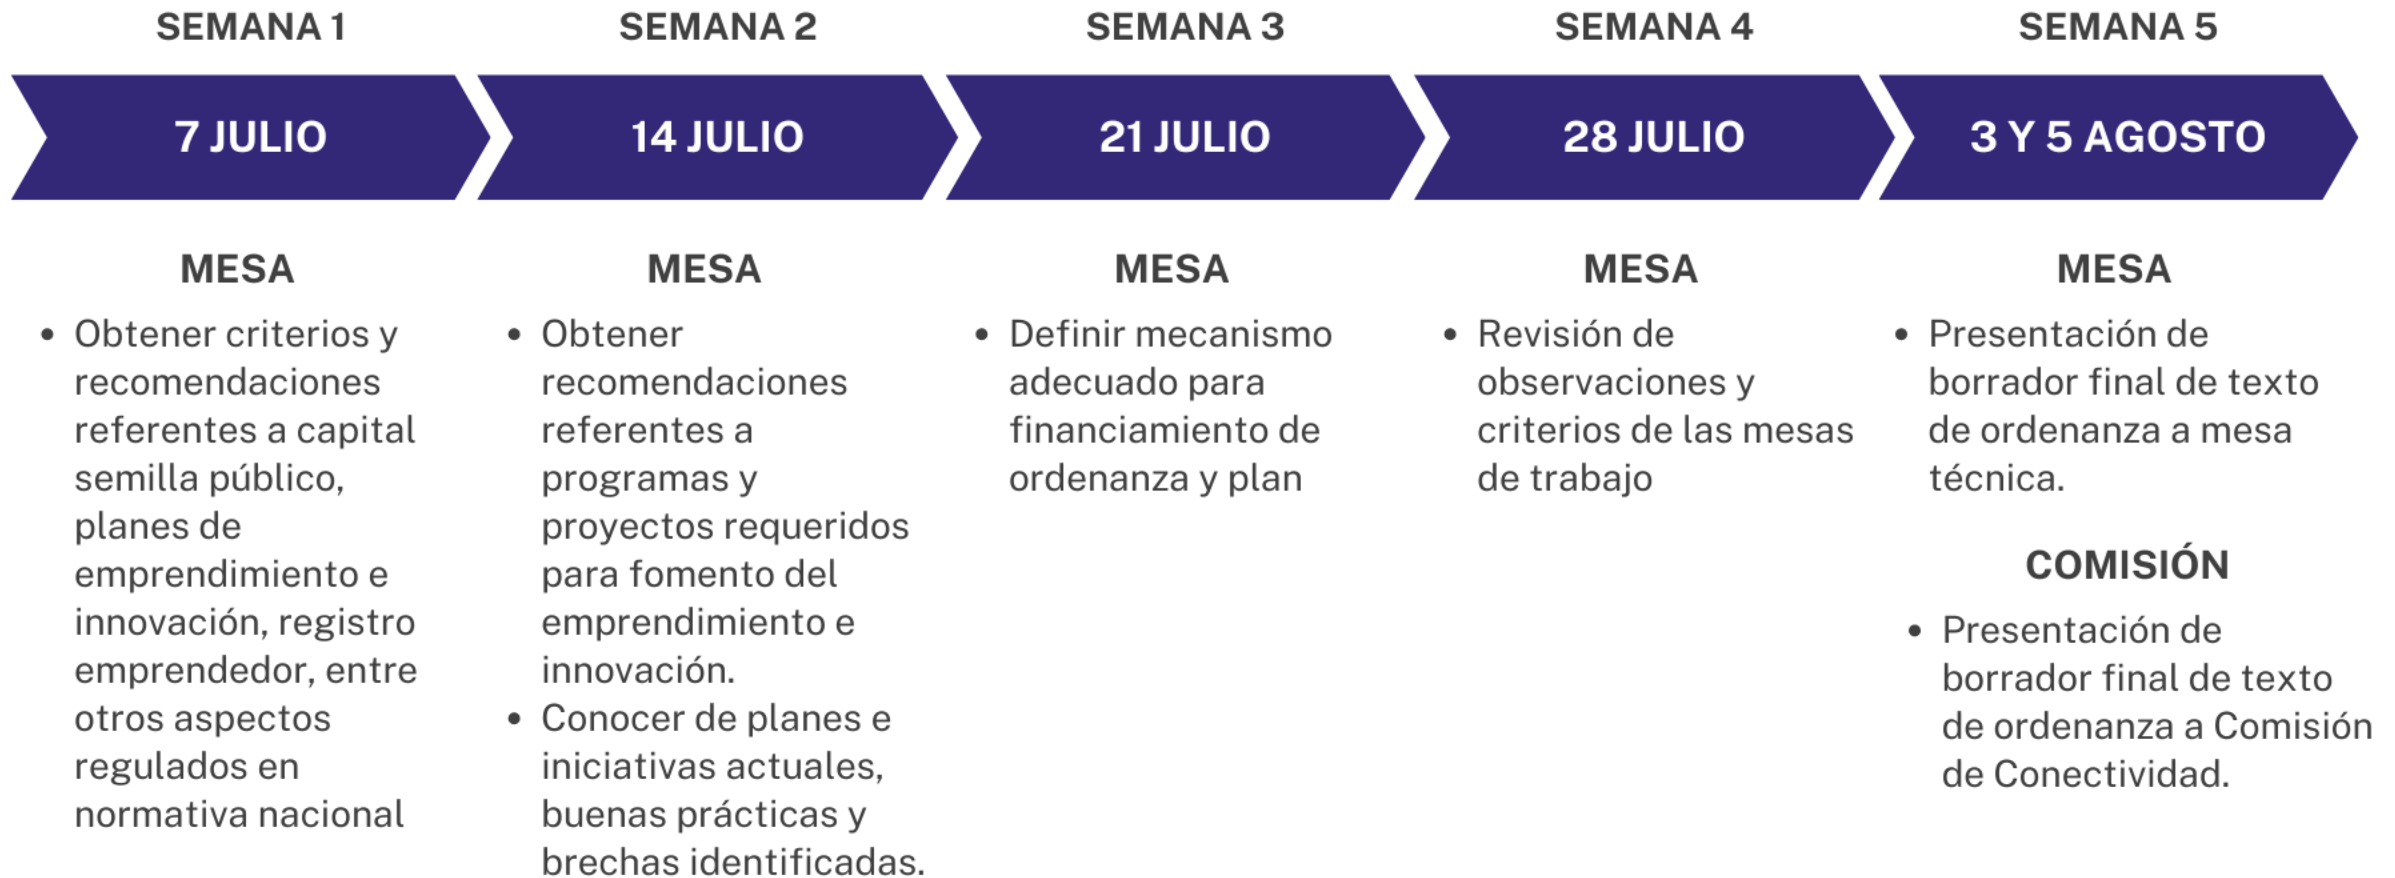 SEMANA 1
7 JULIO
MESA
• Obtener criterios y
recomendaciones
referentes a capital
semilla público,
planes de
emprendimiento e
innovación, registro
emprendedor, entre
otros aspectos
regulados en
normativa nacional
SEMANA 2
14 JULIO
MESA
• Obtener
recomendaciones
referentes a
programas y
proyectos requeridos
para fomento del
emprendimiento e
innovación.
• Conocer de planes e
iniciativas actuales,
buenas prácticas y
brechas identificadas.
SEMANA 3
21 JULIO
MESA
• Definir mecanismo
adecuado para
financiamiento de
ordenanza y plan
SEMANA 4
28 JULIO
MESA
• Revisión de
observaciones y
criterios de las mesas
de trabajo
SEMANA 5
3 Y 5 AGOSTO
MESA
• Presentación de
borrador final de texto
de ordenanza a mesa
técnica.
COMISIÓN
• Presentación de
borrador final de texto
de ordenanza a Comisión
de Conectividad.